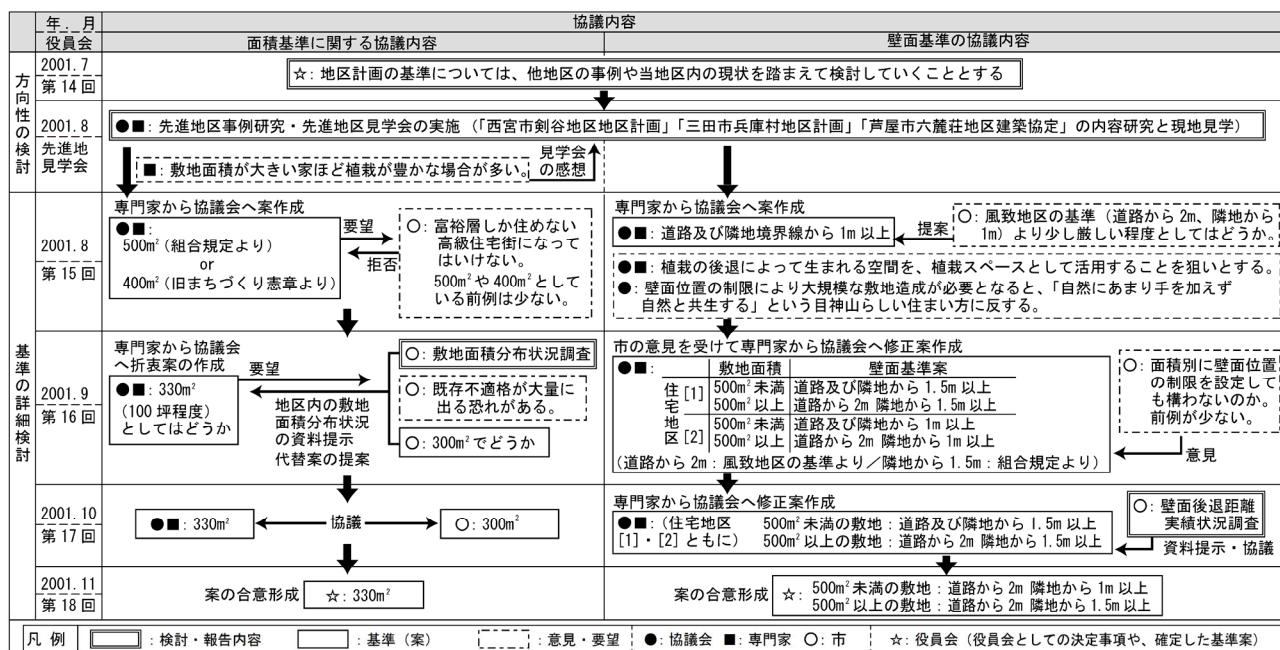 年．月
役員会
協議内容
面積基準に関する協議内容
壁面基準の協議内容
方向性の検討
2001.7
第14回
☆：地区計画の基準については、他地区の事例や当地区内の現状を踏まえて検討していくこととする
2001.8
先進地
見学会
●■：先進地区事例研究・先進地区見学会の実施（「西宮市剣谷地区地区計画」「三田市兵庫村地区計画」「芦屋市六麓荘地区建築協定」の内容研究と現地見学）
■：敷地面積が大きい家ほど植栽が豊かな場合が多い。
見学会
の感想
基準の詳細検討
2001.8
第15回
専門家から協議会へ案作成
●■：
500m²（組合規定より）
or
400m²（旧まちづくり憲章より）
要望
拒否
○：富裕層しか住めない
高級住宅街になって
はいけない。
500m²や400m²として
いる前例は少ない。
専門家から協議会へ案作成
●■：道路及び隣地境界線から1m以上
提案
○：風致地区の基準（道路から2m、隣地から
1m）より少し厳しい程度としてはどうか。
●■：植栽の後退によって生まれる空間を、植栽スペースとして活用することを狙いとする。
●：壁面位置の制限により大規模な敷地造成が必要となると、「自然にあまり手を加えず
自然と共生する」という目神山らしい住まい方に反する。
2001.9
第16回
専門家から協議会
へ折衷案の作成
●■：330m²
（100坪程度）
としてはどうか
要望
地区内の敷地
面積分布状況
の資料提示
代替案の提案
○：敷地面積分布状況調査
○：既存不適格が大量に
出る恐れがある。
○：300m²でどうか
市の意見を受けて専門家から協議会へ修正案作成
●■：
敷地面積
壁面基準案
住宅地区
[1]
500m²未満 道路及び隣地から1.5m以上
500m²以上 道路から2m 隣地から1.5m以上
[2]
500m²未満 道路及び隣地から1m以上
500m²以上 道路から2m 隣地から1m以上
（道路から2m：風致地区の基準より／隣地から1.5m：組合規定より）
○：面積別に壁面位置
の制限を設定して
も構わないのか。
前例が少ない。
意見
2001.10
第17回
●■：330m²
協議
○：300m²
専門家から協議会へ修正案作成
●■：（住宅地区 500m²未満の敷地：道路及び隣地から1.5m以上
[1]・[2]ともに） 500m²以上の敷地：道路から2m 隣地から1.5m以上
○：壁面後退距離
実績状況調査
資料提示・協議
2001.11
第18回
案の合意形成
☆：330m²
案の合意形成
☆：500m²未満の敷地：道路から2m 隣地から1m以上
500m²以上の敷地：道路から2m 隣地から1.5m以上
凡例
：検討・報告内容
：基準（案）
：意見・要望
●：協議会 ■：専門家 ○：市
☆：役員会（役員会としての決定事項や、確定した基準案）